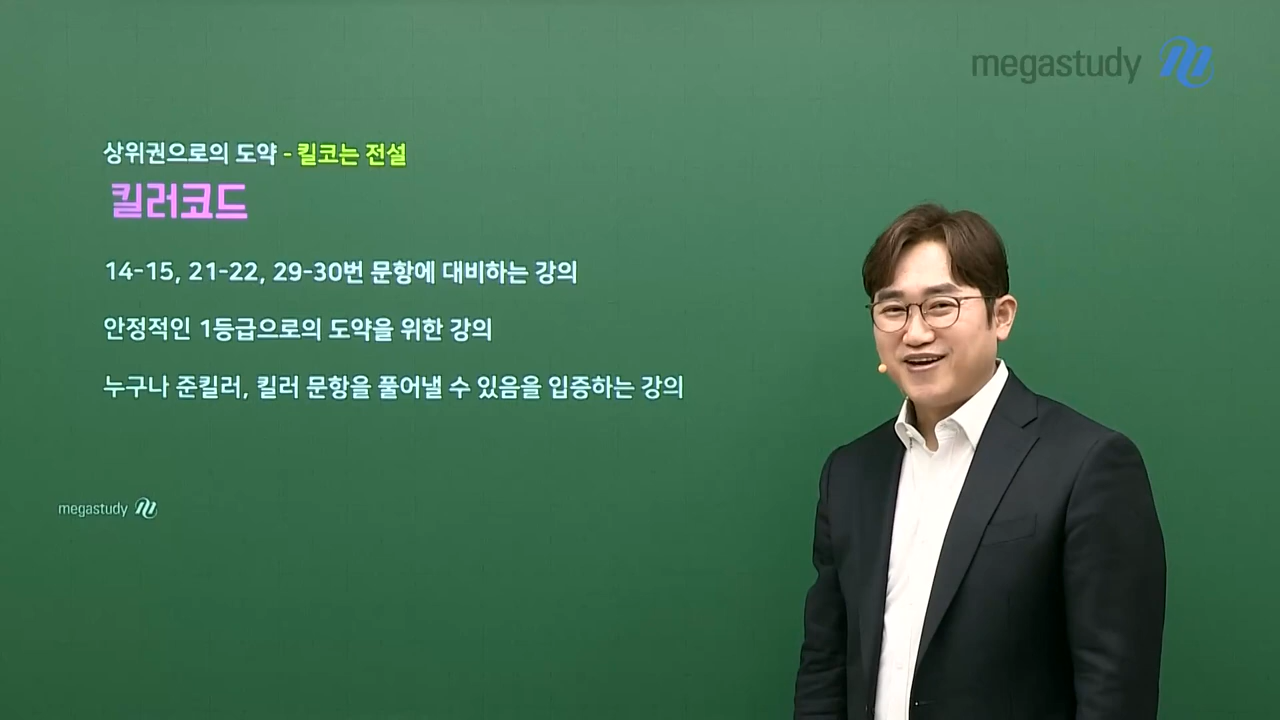 megastudy
상위권으로의 도약 - 킬코는 전설
킬러코드
14-15, 21-22, 29-30번 문항에 대비하는 강의
안정적인 1등급으로의 도약을 위한 강의
누구나 준킬러, 킬러 문항을 풀어낼 수 있음을 입증하는 강의
megastudy